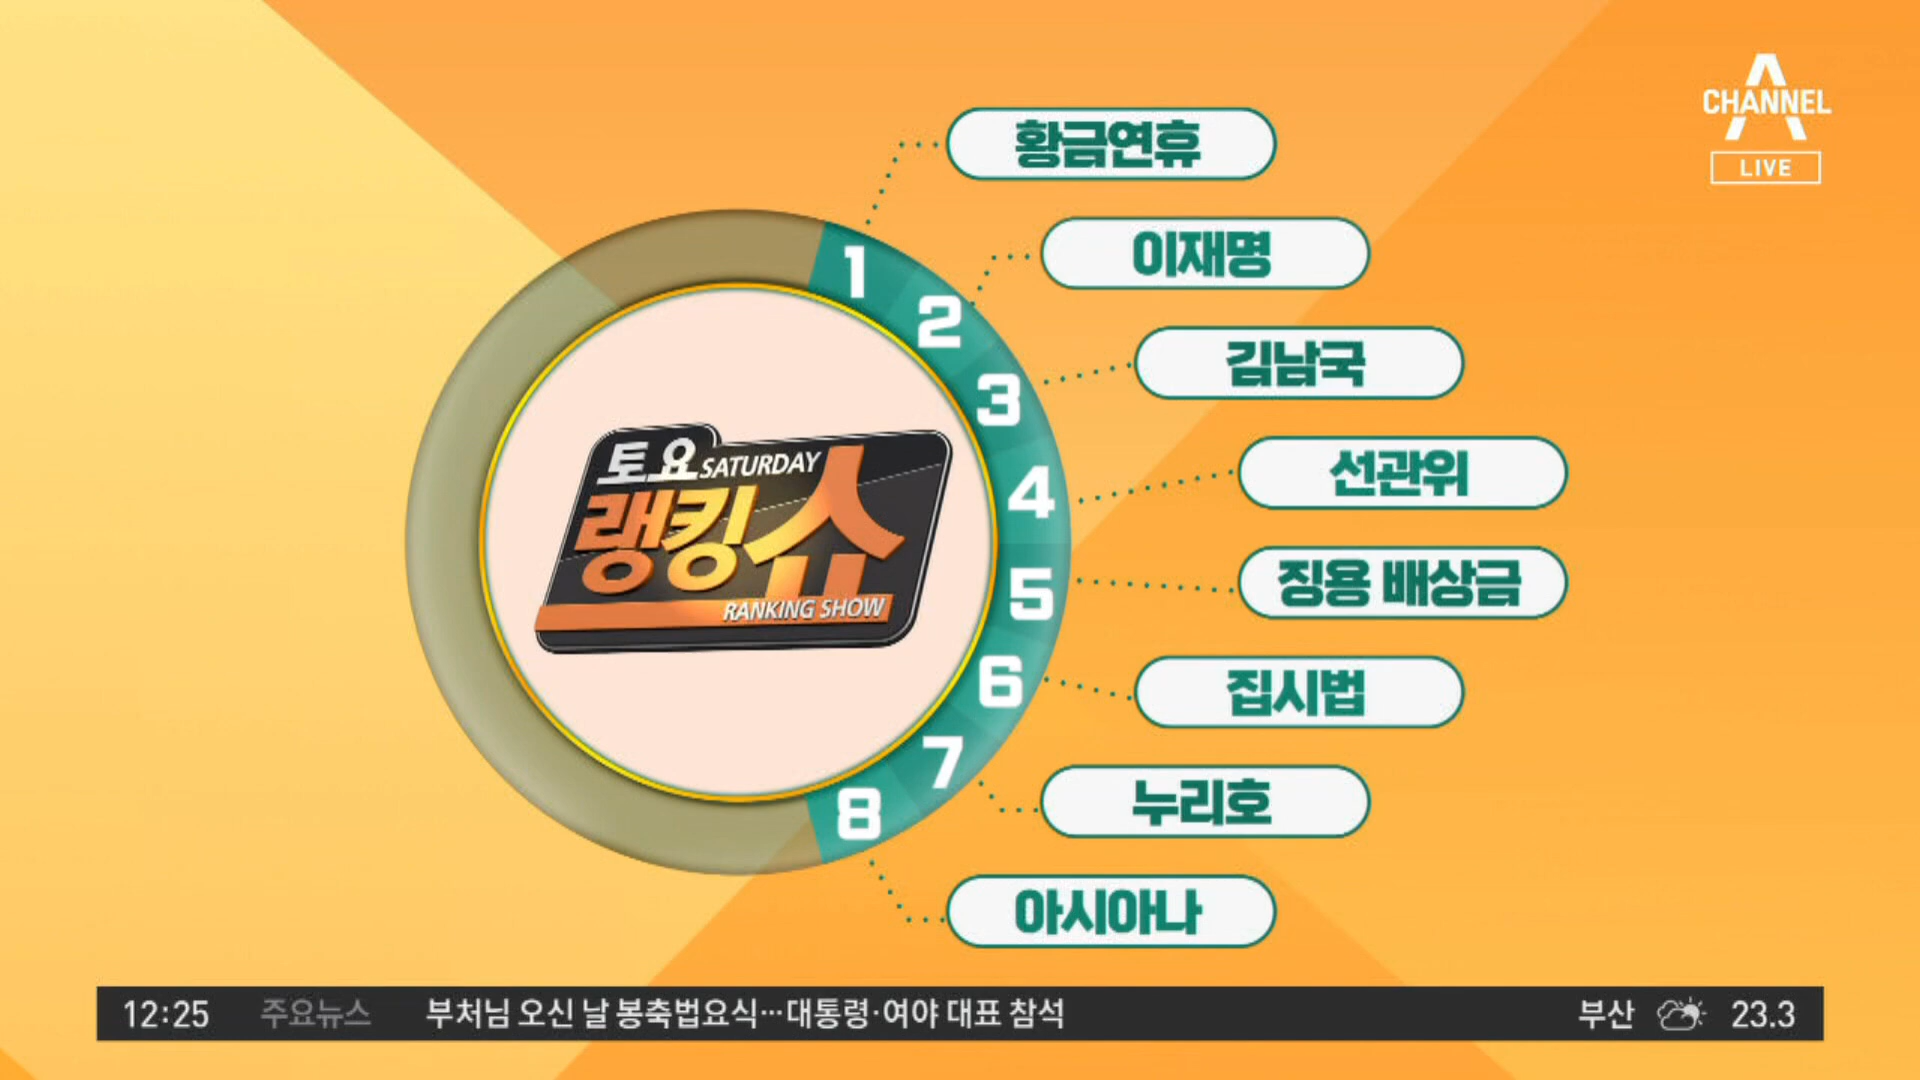 CHANNEL A
LIVE
1 황금연휴
2 이재명
3 김남국
4 선관위
5 징용 배상금
6 집시법
7 누리호
8 아시아나
토요 SATURDAY
랭킹쇼
RANKING SHOW
12:25 주요뉴스 부처님 오신 날 봉축법요식…대통령·여야 대표 참석 부산 23.3